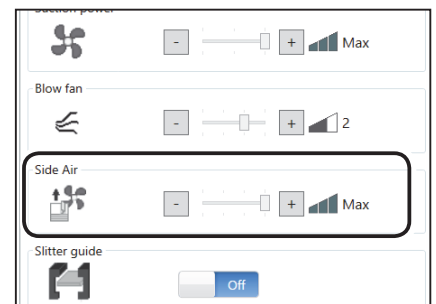 Suction power
- + Max
Blow fan
- + 2
Side Air
- + Max
Slitter guide
Off